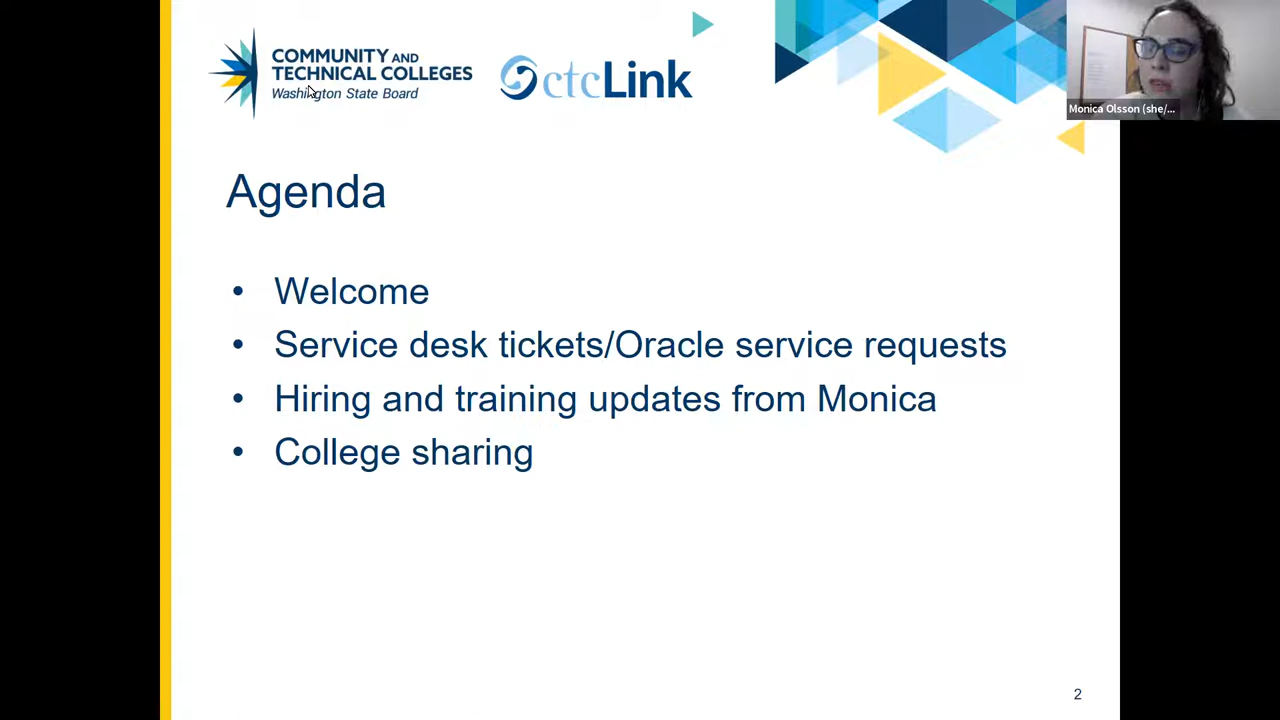 COMMUNITY AND
TECHNICAL COLLEGES
Washington State Board
ctcLink
Monica Olsson (she/...
Agenda
• Welcome
• Service desk tickets/Oracle service requests
• Hiring and training updates from Monica
• College sharing
2